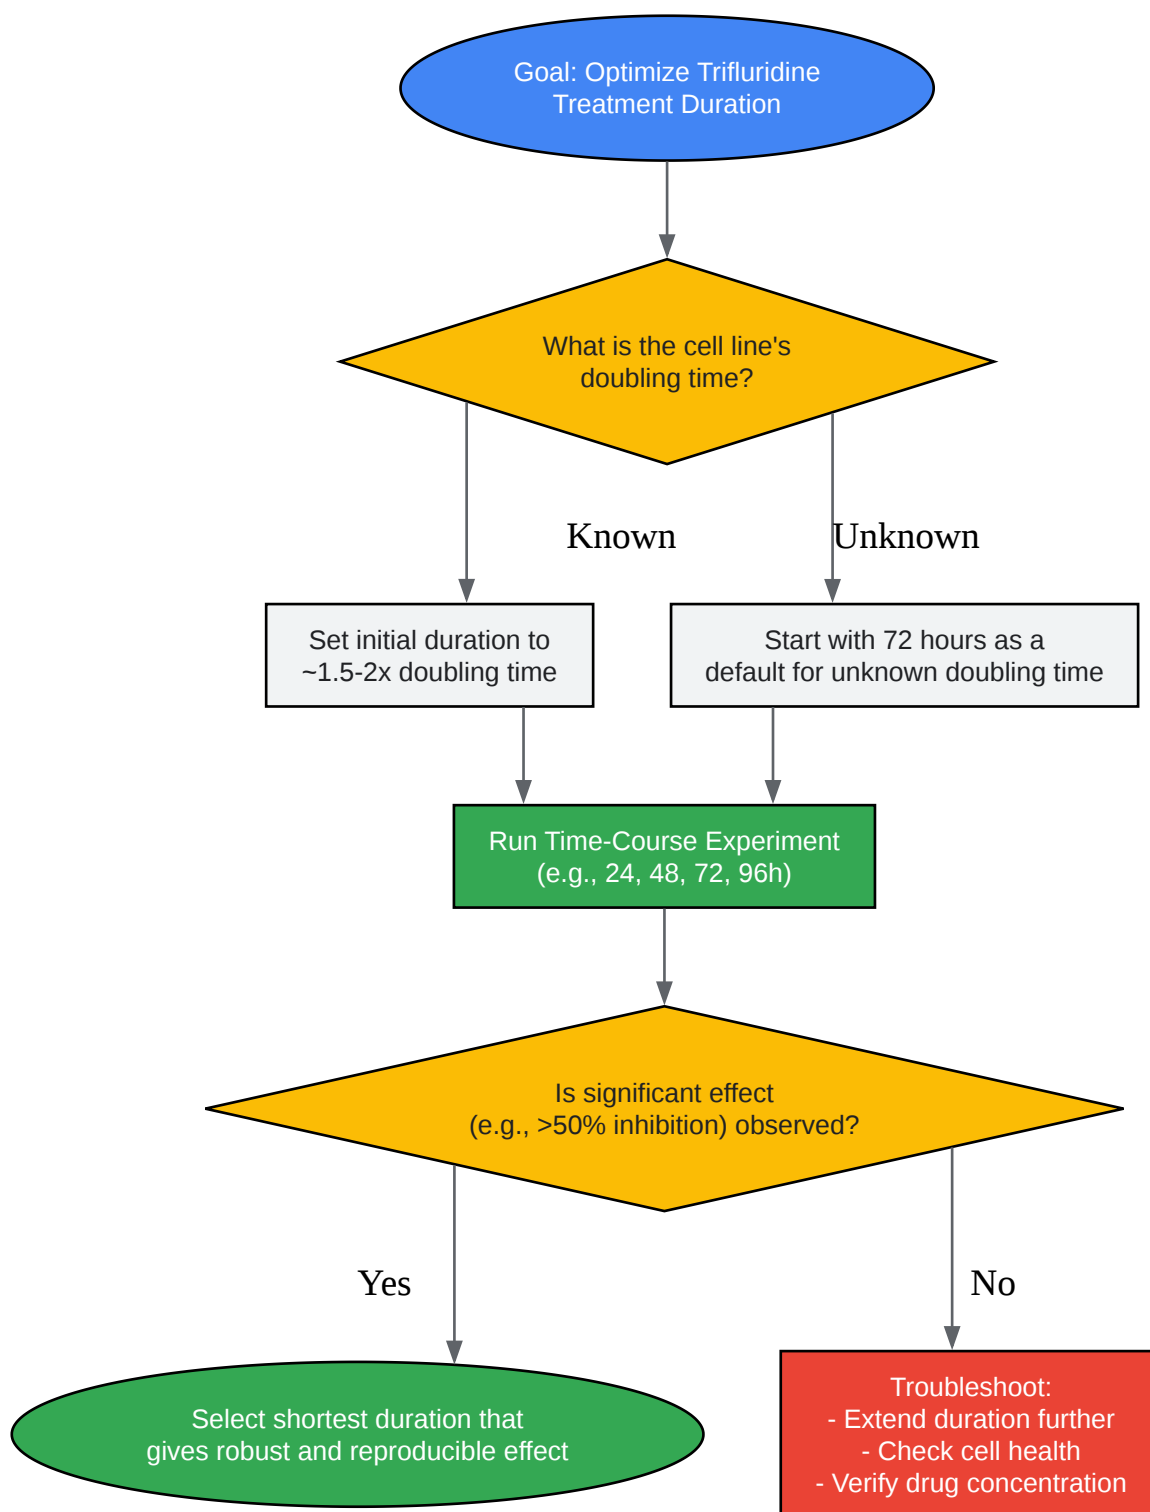 Goal: Optimize Trifluridine
Treatment Duration
What is the cell line's
doubling time?
Known
Unknown
Set initial duration to
~1.5-2x doubling time
Start with 72 hours as a
default for unknown doubling time
Run Time-Course Experiment
(e.g., 24, 48, 72, 96h)
Is significant effect
(e.g., >50% inhibition) observed?
Yes
No
Select shortest duration that
gives robust and reproducible effect
Troubleshoot:
- Extend duration further
- Check cell health
- Verify drug concentration